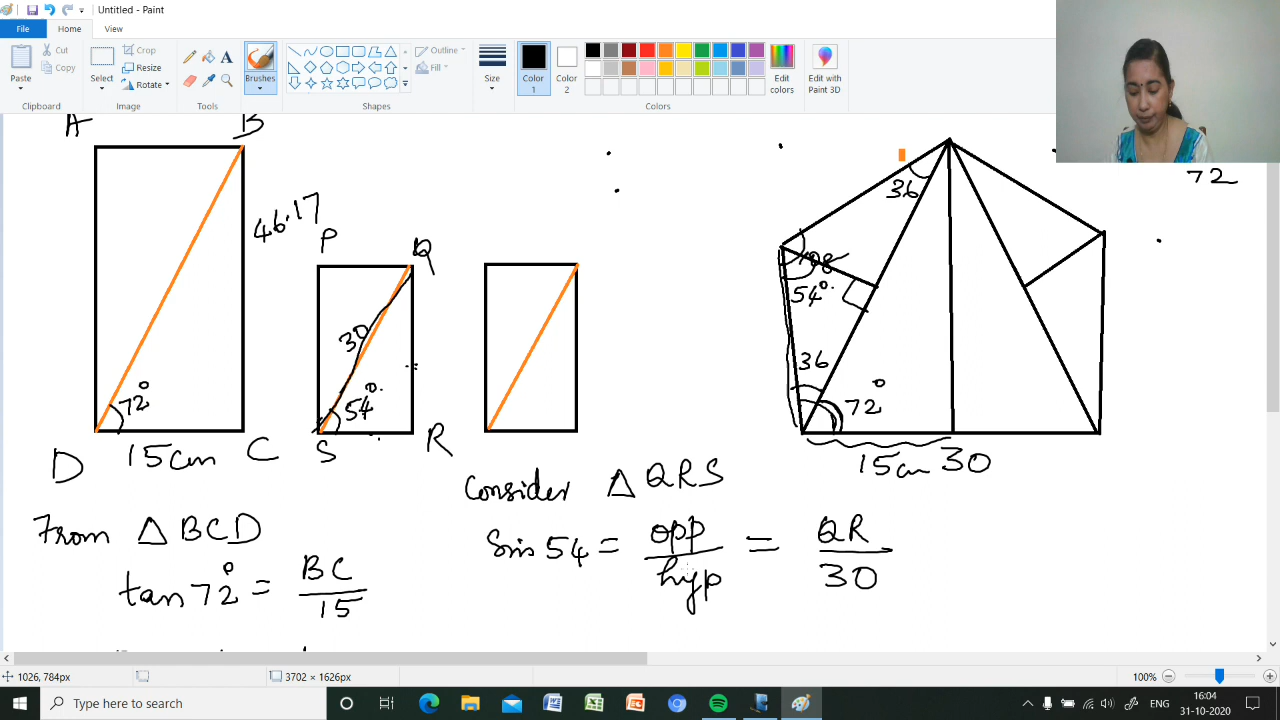 Untitled - Paint
File Home View
Paste
Cut
Copy
Clipboard
Select
Crop
Resize
Rotate
Image
Tools
Brushes
Shapes
Outline
Fill
Size
Color 1
Color 2
Colors
Edit colors
Edit with Paint 3D
A B
46.17
72°
D 15cm C
P Q
30
54°
S R
36
108
54°
36
72°
15cm 30
72
From △ BCD
tan 72° = BC / 15
Consider △ QRS
Sin 54 = opp / hyp = QR / 30
1026, 784px
3702 × 1626px
100%
Type here to search
ENG
16:04
31-10-2020